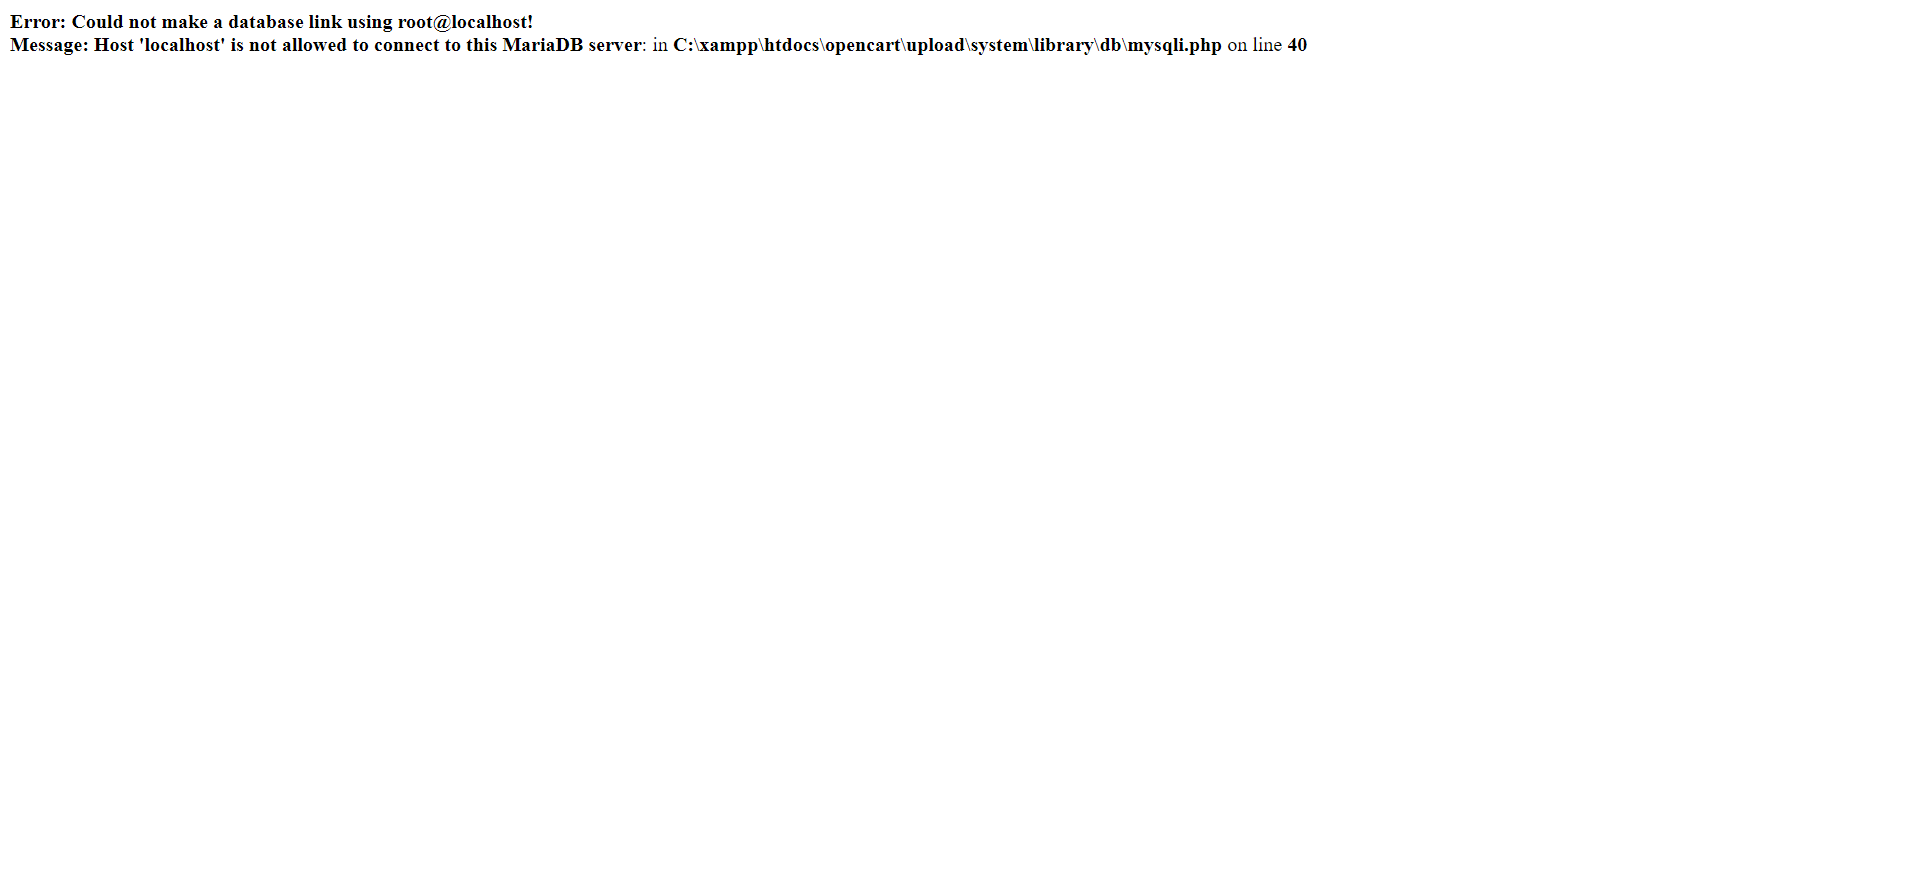 Error: Could not make a database link using root@localhost!
Message: Host 'localhost' is not allowed to connect to this MariaDB server: in C:\xampp\htdocs\opencart\upload\system\library\db\mysqli.php on line 40